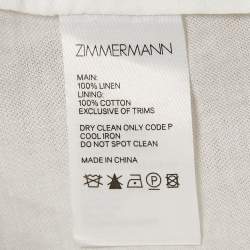 ZIMMERMANN
MAIN:
100% LINEN
LINING:
100% COTTON
EXCLUSIVE OF TRIMS
DRY CLEAN ONLY CODE P
COOL IRON
DO NOT SPOT CLEAN
MADE IN CHINA
P